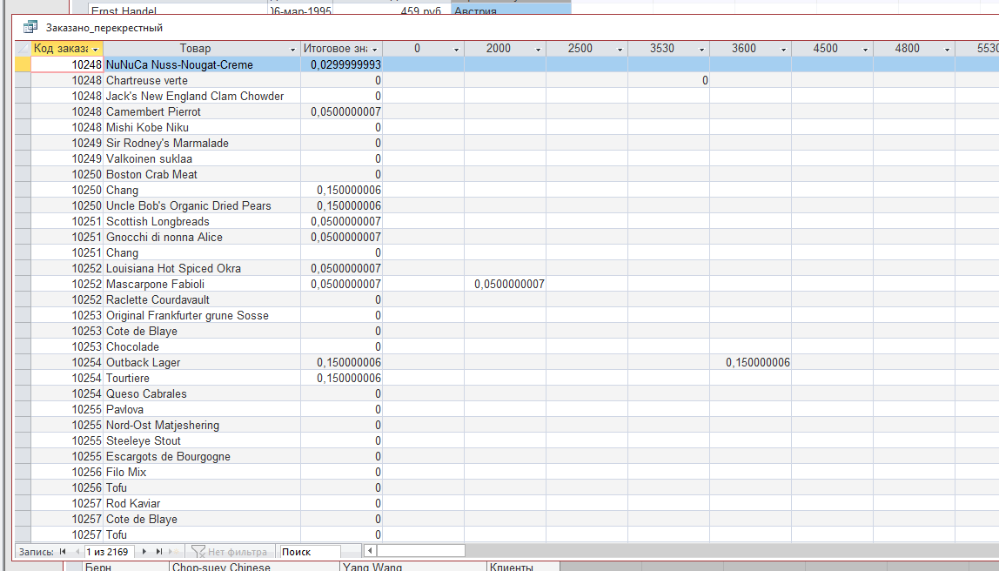 Ernst Handel 06-мар-1995 459 руб. Австрия
Заказано_перекрестный
Код заказа Товар Итоговое зна 0 2000 2500 3530 3600 4500 4800 5530
10248 NuNuCa Nuss-Nougat-Creme 0,0299999993
10248 Chartreuse verte 0 0
10248 Jack's New England Clam Chowder 0
10248 Camembert Pierrot 0,0500000007
10248 Mishi Kobe Niku 0
10249 Sir Rodney's Marmalade 0
10249 Valkoinen suklaa 0
10250 Boston Crab Meat 0
10250 Chang 0,150000006
10250 Uncle Bob's Organic Dried Pears 0,150000006
10251 Scottish Longbreads 0,0500000007
10251 Gnocchi di nonna Alice 0,0500000007
10251 Chang 0
10252 Louisiana Hot Spiced Okra 0,0500000007
10252 Mascarpone Fabioli 0,0500000007 0,0500000007
10252 Raclette Courdavault 0
10253 Original Frankfurter grune Sosse 0
10253 Cote de Blaye 0
10253 Chocolade 0
10254 Outback Lager 0,150000006 0,150000006
10254 Tourtiere 0,150000006
10254 Queso Cabrales 0
10255 Pavlova 0
10255 Nord-Ost Matjeshering 0
10255 Steeleye Stout 0
10255 Escargots de Bourgogne 0
10256 Filo Mix 0
10256 Tofu 0
10257 Rod Kaviar 0
10257 Cote de Blaye 0
10257 Tofu 0
Запись: 1 из 2169 Нет фильтра Поиск
Берн Chop-suey Chinese Yang Wang Клиенты